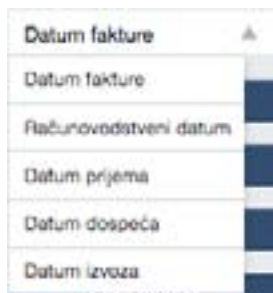 Datum fakture
Datum fakture
Računovodstveni datum
Datum prijema
Datum dospeća
Datum izvoza